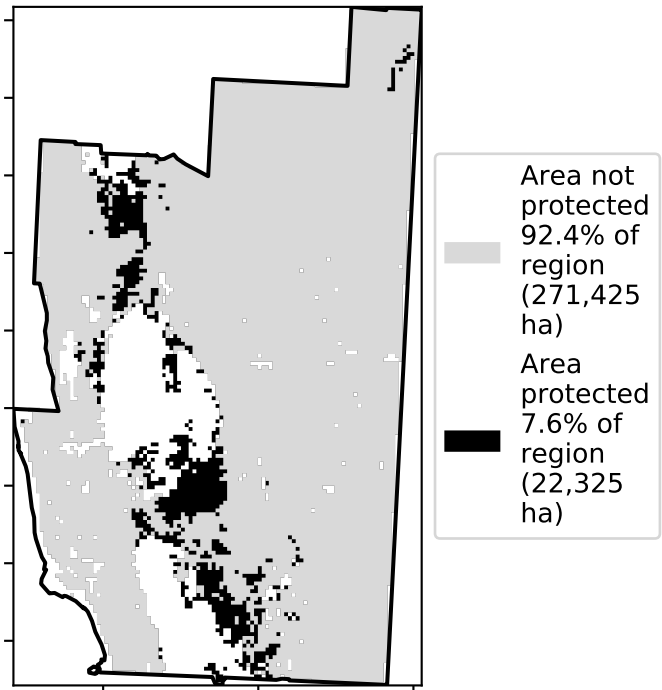 Area not
protected
92.4% of
region
(271,425
ha)
Area
protected
7.6% of
region
(22,325
ha)